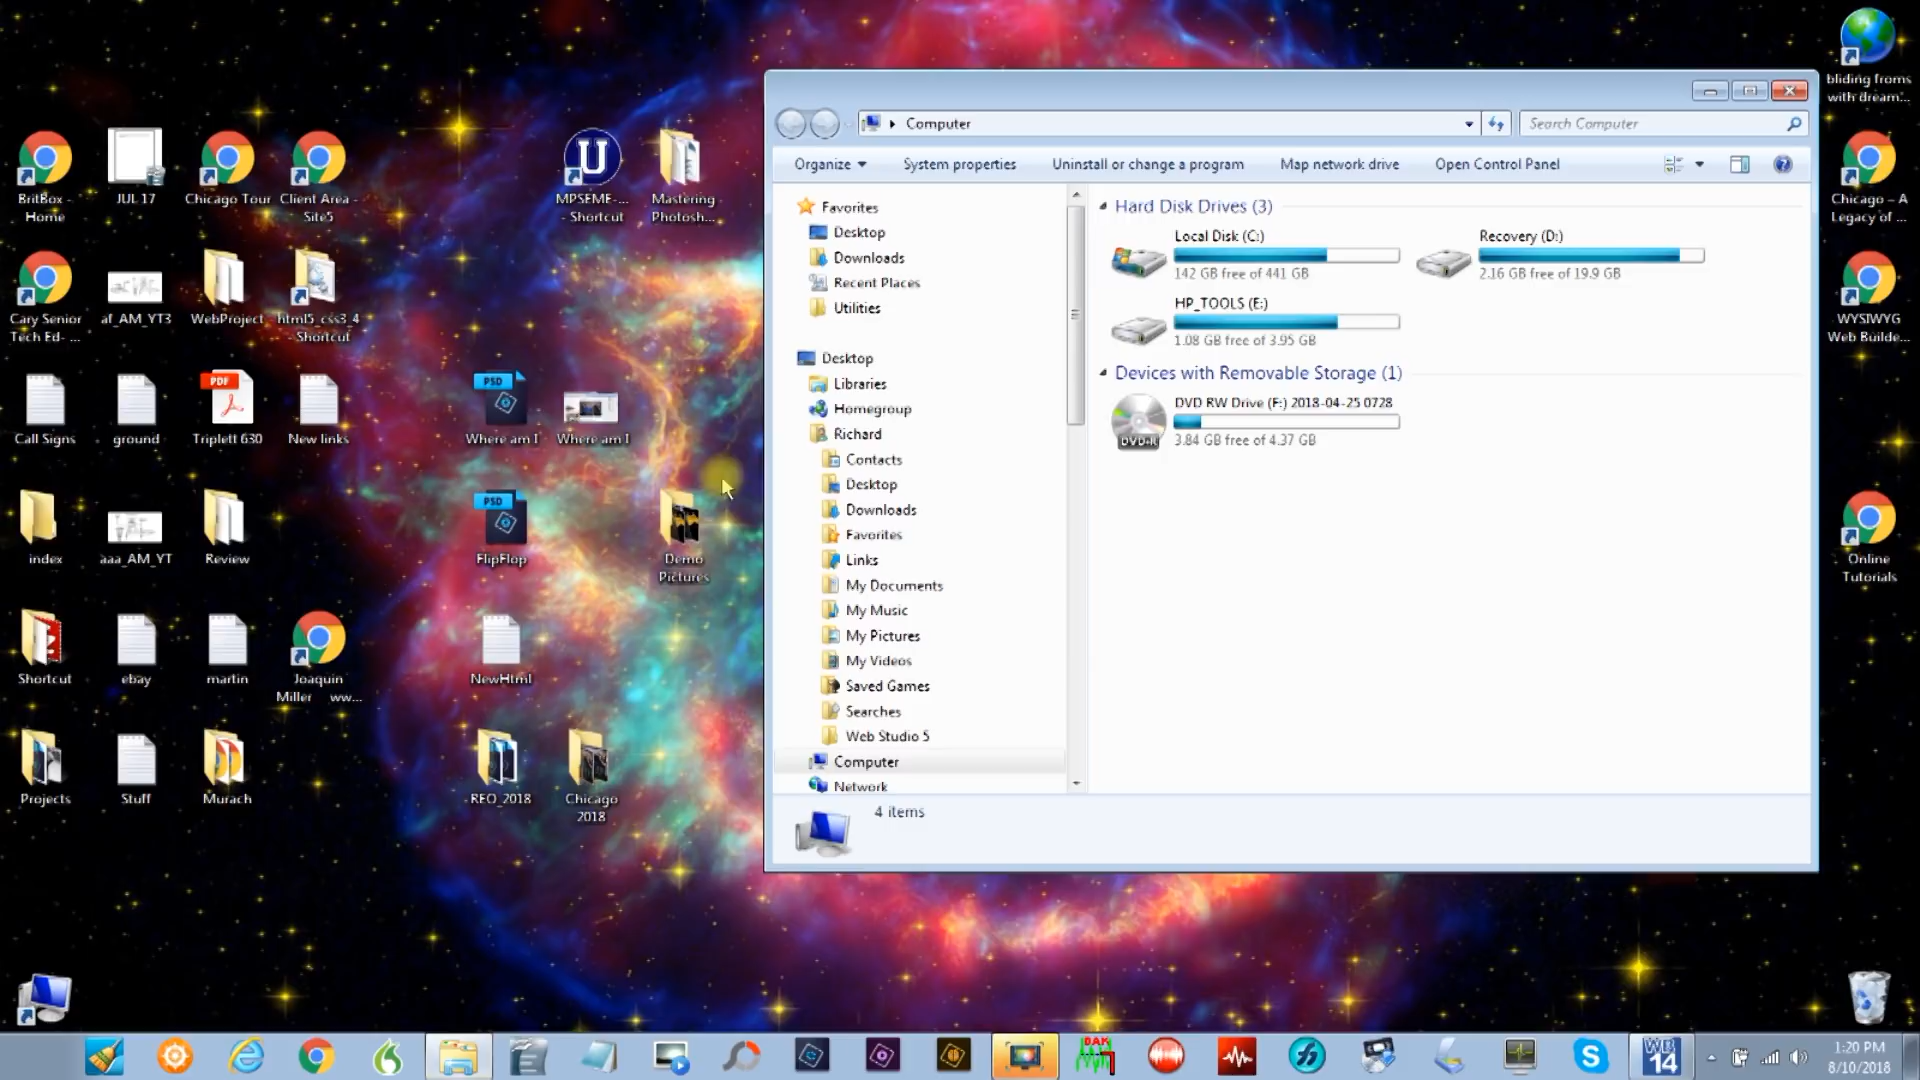 BritBox -
Home
JUL 17
Chicago Tour
Client Area -
Site5
MPSEME-...
- Shortcut
Mastering
Photosh...
Cary Senior
Tech Ed- ...
af_AM_YT3
WebProject
html5_css3_4
- Shortcut
Call Signs
ground
PDF
Triplett 630
New links
PSD
Where am I
Where am I
index
aaa_AM_YT
Review
PSD
FlipFlop
Demo
Pictures
Shortcut
ebay
martin
Joaquin
Miller ww...
NewHtml
Projects
Stuff
Murach
REO_2018
Chicago
2018
Computer
Search Computer
Organize
System properties
Uninstall or change a program
Map network drive
Open Control Panel
Favorites
Desktop
Downloads
Recent Places
Utilities
Desktop
Libraries
Homegroup
Richard
Contacts
Desktop
Downloads
Favorites
Links
My Documents
My Music
My Pictures
My Videos
Saved Games
Searches
Web Studio 5
Computer
Network
Hard Disk Drives (3)
Local Disk (C:)
142 GB free of 441 GB
Recovery (D:)
2.16 GB free of 19.9 GB
HP_TOOLS (E:)
1.08 GB free of 3.95 GB
Devices with Removable Storage (1)
DVD RW Drive (F:) 2018-04-25 0728
DVD-R
3.84 GB free of 4.37 GB
4 items
bliding froms
with dream...
Chicago – A
Legacy of ...
WYSIWYG
Web Builde...
Online
Tutorials
DAK
WB
14
1:20 PM
8/10/2018